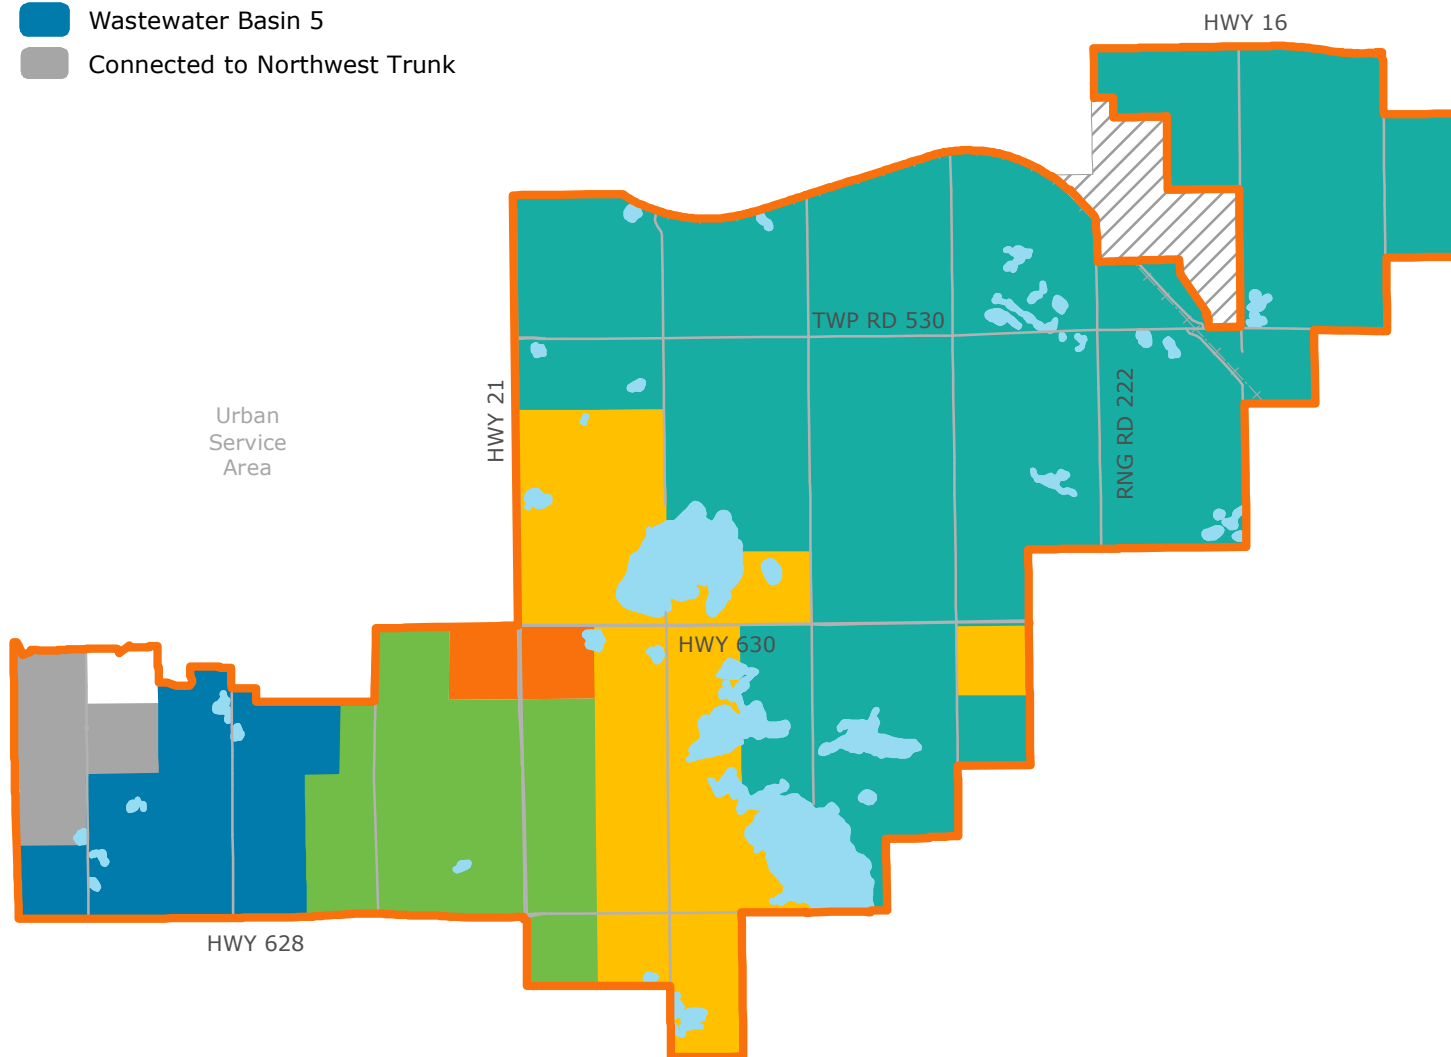 Wastewater Basin 5
Connected to Northwest Trunk
HWY 16
TWP RD 530
HWY 21
RNG RD 222
Urban
Service
Area
HWY 630
HWY 628